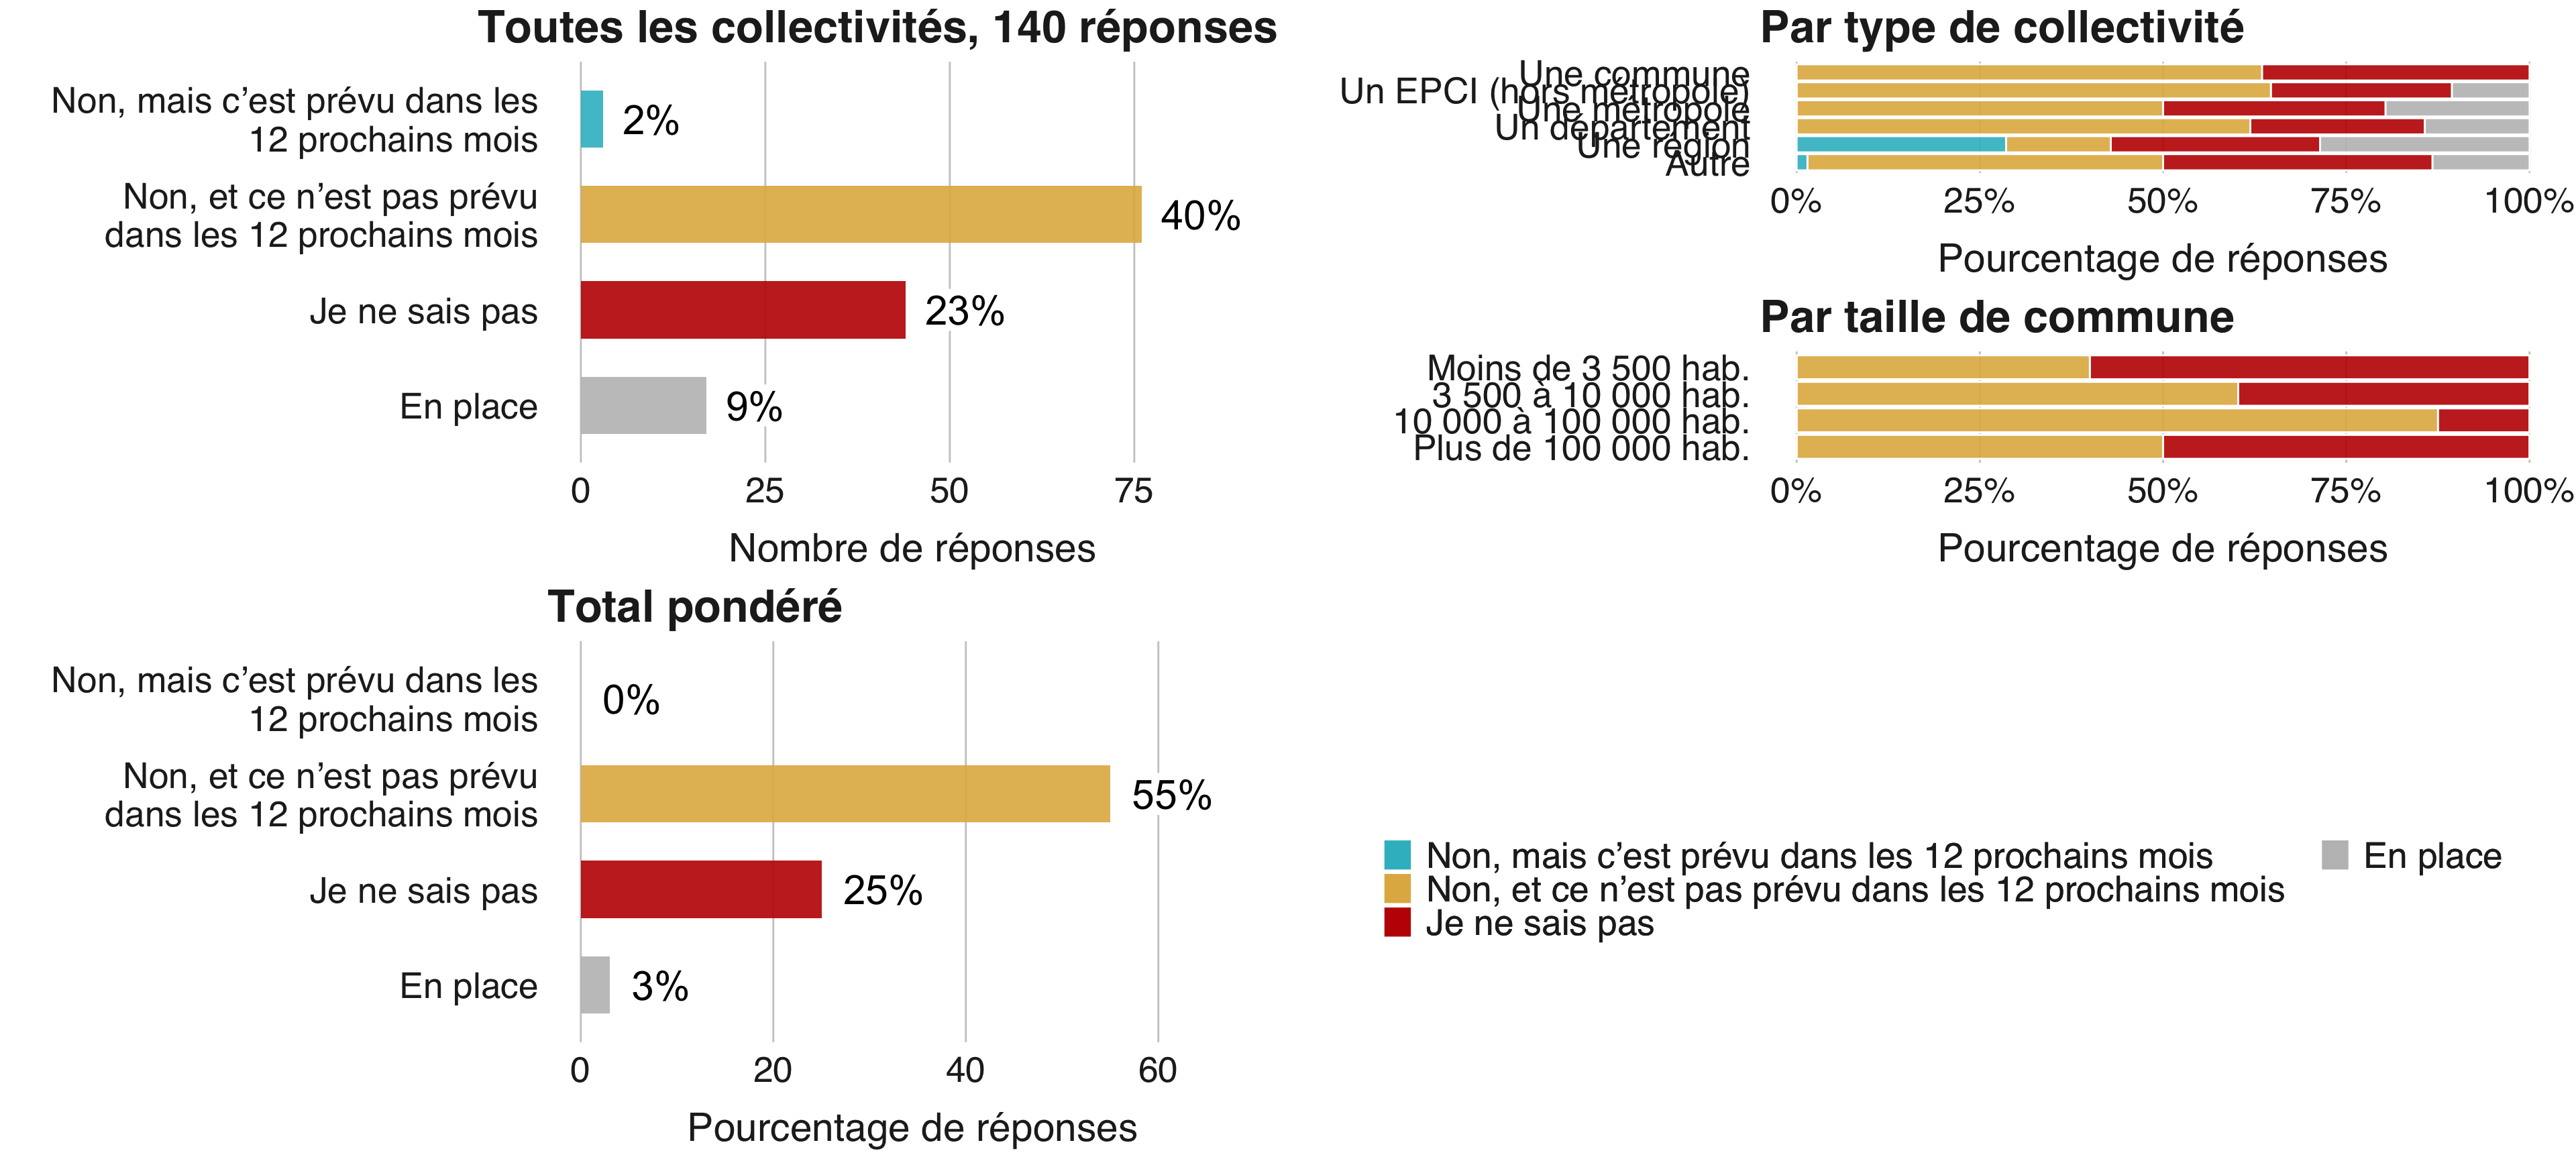 Toutes les collectivités, 140 réponses
Non, mais c’est prévu dans les
12 prochains mois
2%
Non, et ce n’est pas prévu
dans les 12 prochains mois
40%
Je ne sais pas
23%
En place
9%
0 25 50 75
Nombre de réponses
Total pondéré
Non, mais c’est prévu dans les
12 prochains mois
0%
Non, et ce n’est pas prévu
dans les 12 prochains mois
55%
Je ne sais pas
25%
En place
3%
0 20 40 60
Pourcentage de réponses
Par type de collectivité
Une commune
Un EPCI (hors métropole)
Une métropole
Un département
Une région
Autre
0% 25% 50% 75% 100%
Pourcentage de réponses
Par taille de commune
Moins de 3 500 hab.
3 500 à 10 000 hab.
10 000 à 100 000 hab.
Plus de 100 000 hab.
0% 25% 50% 75% 100%
Pourcentage de réponses
Non, mais c’est prévu dans les 12 prochains mois
Non, et ce n’est pas prévu dans les 12 prochains mois
Je ne sais pas
En place